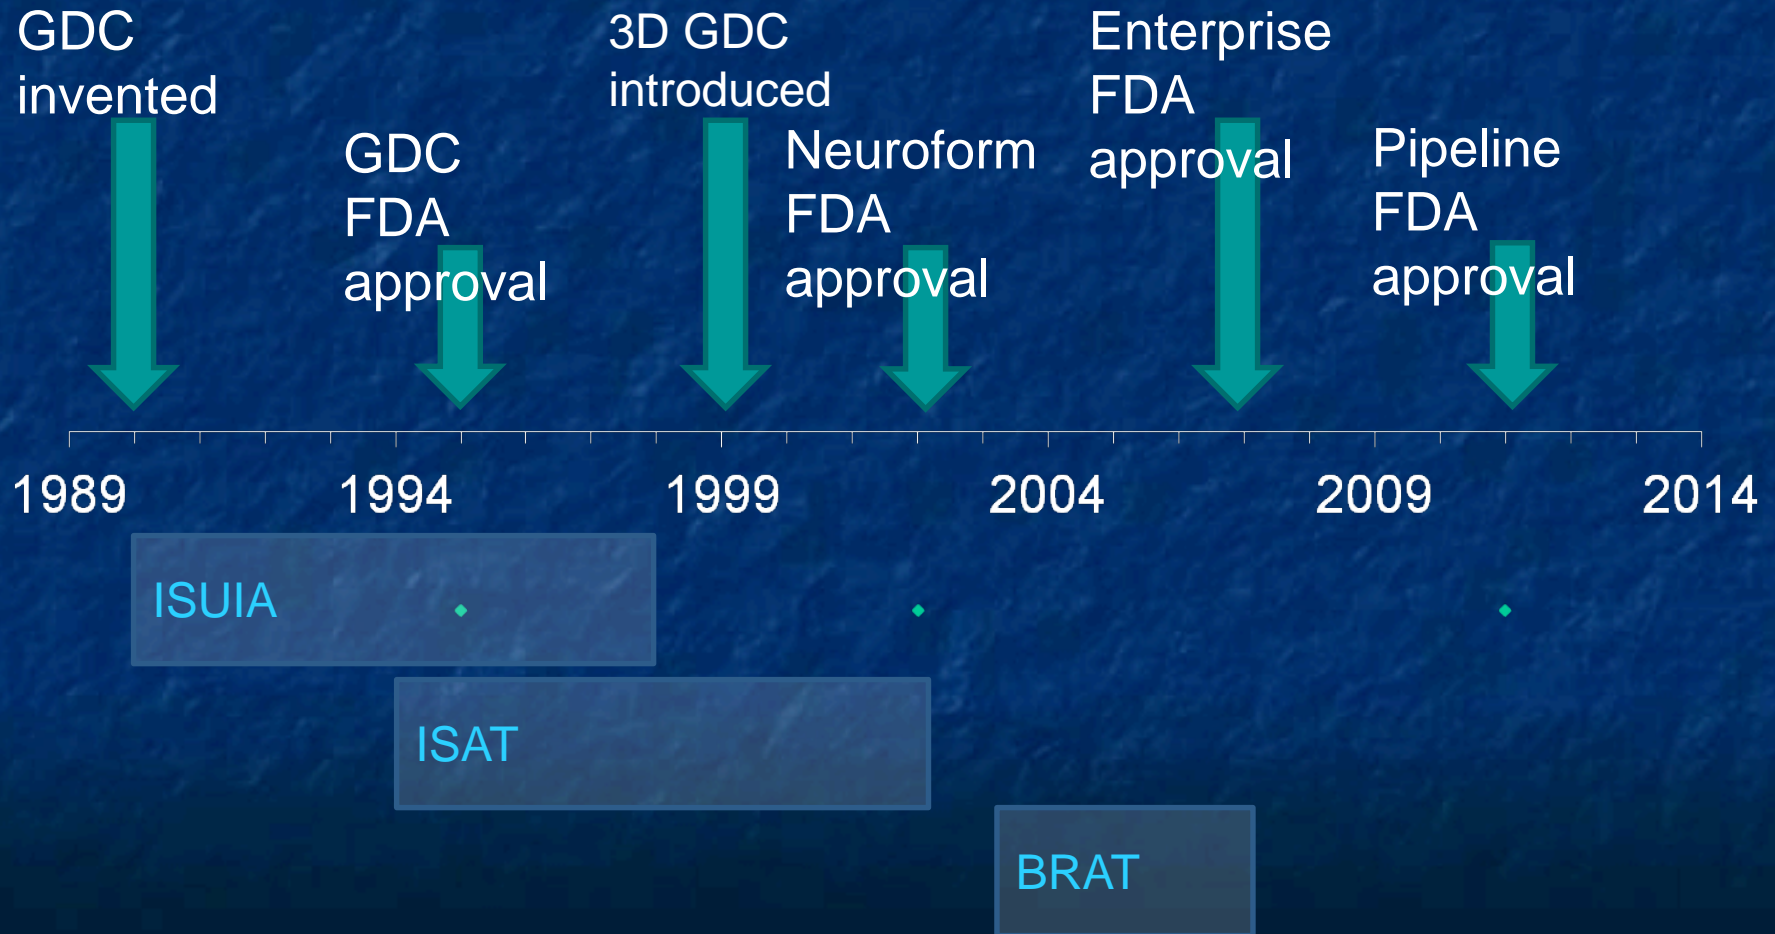 GDC
invented
GDC
FDA
approval
3D GDC
introduced
Neuroform
FDA
approval
Enterprise
FDA
approval
Pipeline
FDA
approval
1989 1994 1999 2004 2009 2014
ISUIA
ISAT
BRAT